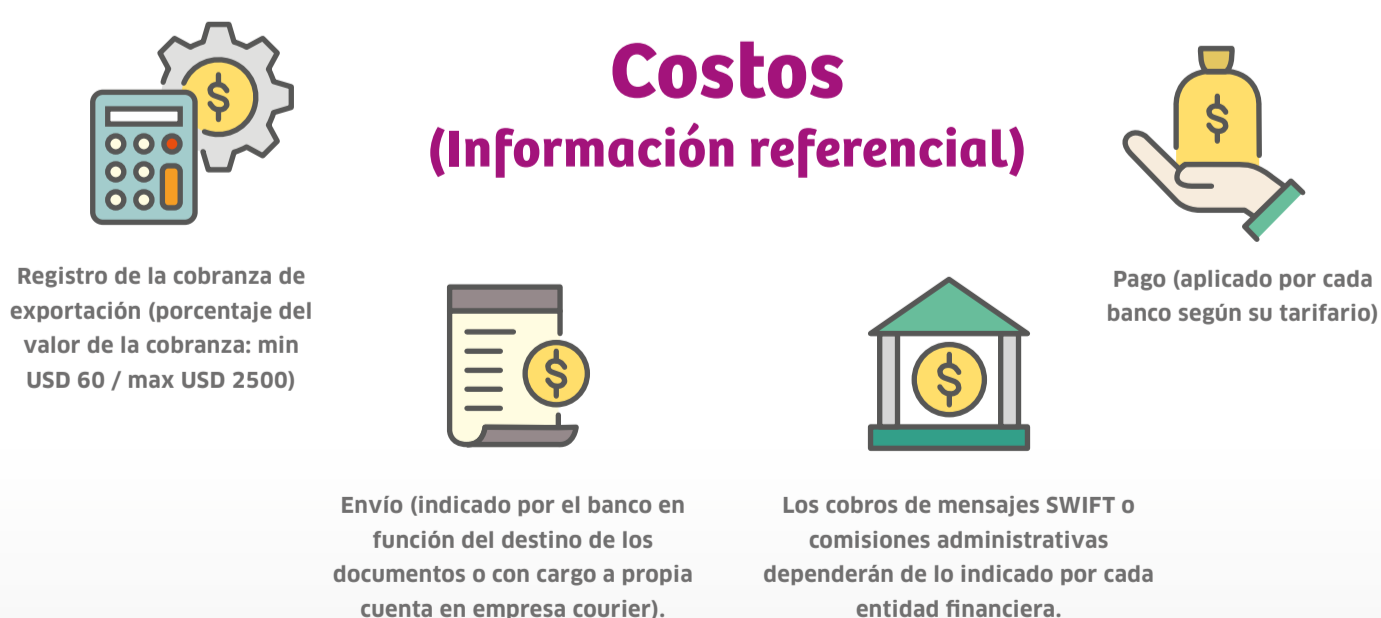 Costos
(Información referencial)
Registro de la cobranza de
exportación (porcentaje del
valor de la cobranza: min
USD 60 / max USD 2500)
Envío (indicado por el banco en
función del destino de los
documentos o con cargo a propia
cuenta en empresa courier).
Los cobros de mensajes SWIFT o
comisiones administrativas
dependerán de lo indicado por cada
entidad financiera.
Pago (aplicado por cada
banco según su tarifario)